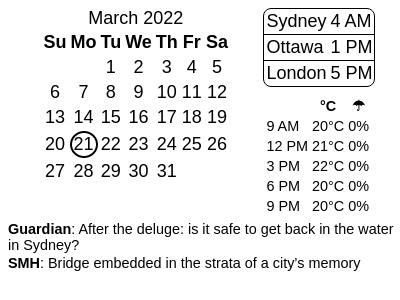 March 2022
Su Mo Tu We Th Fr Sa
1 2 3 4 5
6 7 8 9 10 11 12
13 14 15 16 17 18 19
20 21 22 23 24 25 26
27 28 29 30 31
Sydney 4 AM
Ottawa 1 PM
London 5 PM
°C ☂
9 AM 20°C 0%
12 PM 21°C 0%
3 PM 22°C 0%
6 PM 20°C 0%
9 PM 20°C 0%
Guardian: After the deluge: is it safe to get back in the water
in Sydney?
SMH: Bridge embedded in the strata of a city’s memory